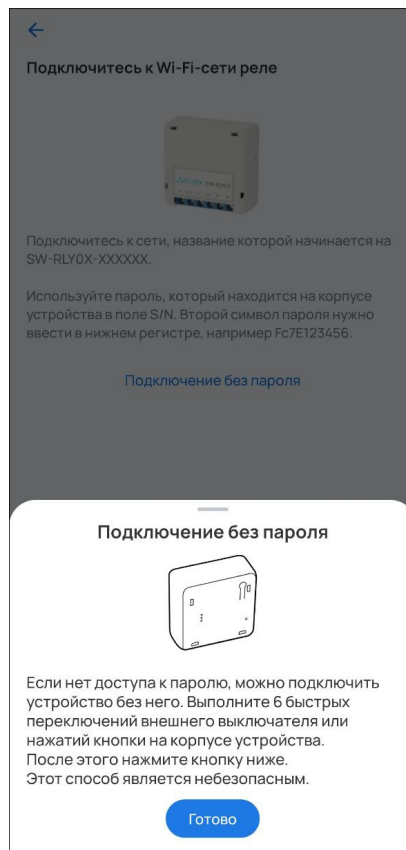 Подключитесь к Wi-Fi-сети реле
Подключитесь к сети, название которой начинается на
SW-RLY0X-XXXXXX.
Используйте пароль, который находится на корпусе
устройства в поле S/N. Второй символ пароля нужно
ввести в нижнем регистре, например Fc7E123456.
Подключение без пароля
Подключение без пароля
Если нет доступа к паролю, можно подключить
устройство без него. Выполните 6 быстрых
переключений внешнего выключателя или
нажатий кнопки на корпусе устройства.
После этого нажмите кнопку ниже.
Этот способ является небезопасным.
Готово